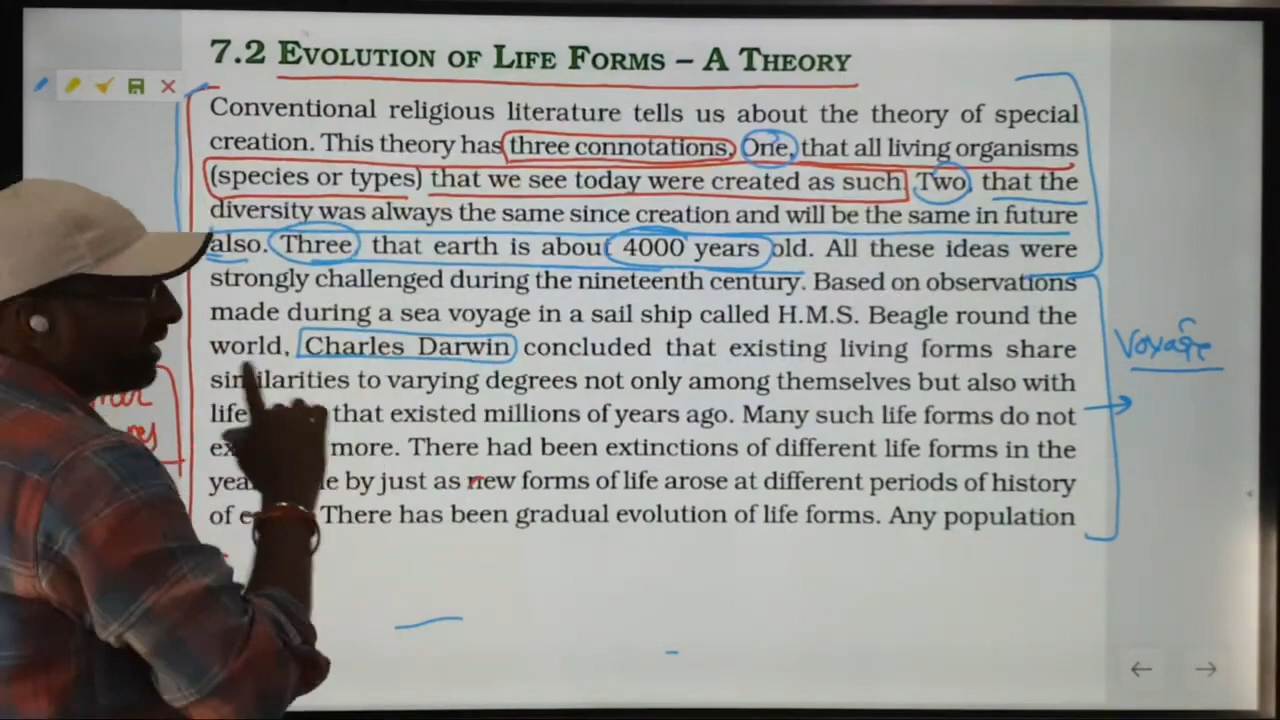 7.2 EVOLUTION OF LIFE FORMS – A THEORY
Conventional religious literature tells us about the theory of special
creation. This theory has three connotations. One, that all living organisms
(species or types) that we see today were created as such. Two, that the
diversity was always the same since creation and will be the same in future
also. Three that earth is about 4000 years old. All these ideas were
strongly challenged during the nineteenth century. Based on observations
made during a sea voyage in a sail ship called H.M.S. Beagle round the
world, Charles Darwin concluded that existing living forms share
similarities to varying degrees not only among themselves but also with
life that existed millions of years ago. Many such life forms do not
more. There had been extinctions of different life forms in the
by just as new forms of life arose at different periods of history
of There has been gradual evolution of life forms. Any population
Voyage